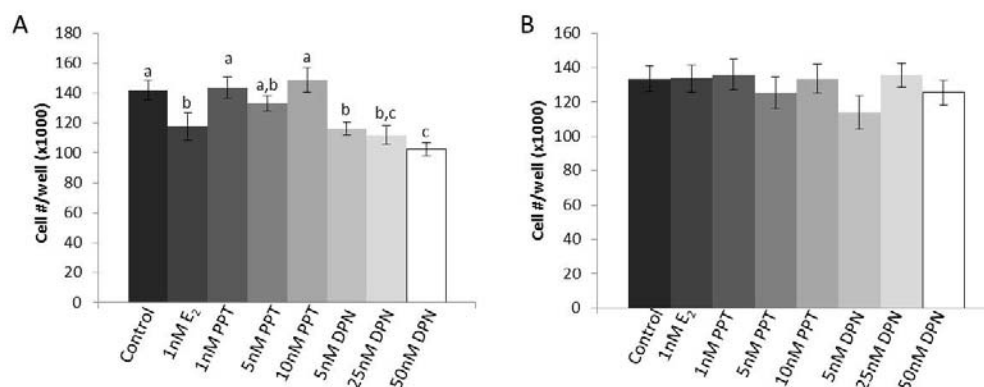 A
Cell #/well (x1000)
180
160
140
120
100
80
60
40
20
0
a
b
a
a,b
a
b
b,c
c
Control
1nM E₂
1nM PPT
5nM PPT
10nM PPT
5nM DPN
25nM DPN
50nM DPN
B
Cell #/well (x1000)
160
140
120
100
80
60
40
20
0
Control
1nM E₂
1nM PPT
5nM PPT
10nM PPT
5nM DPN
25nM DPN
50nM DPN